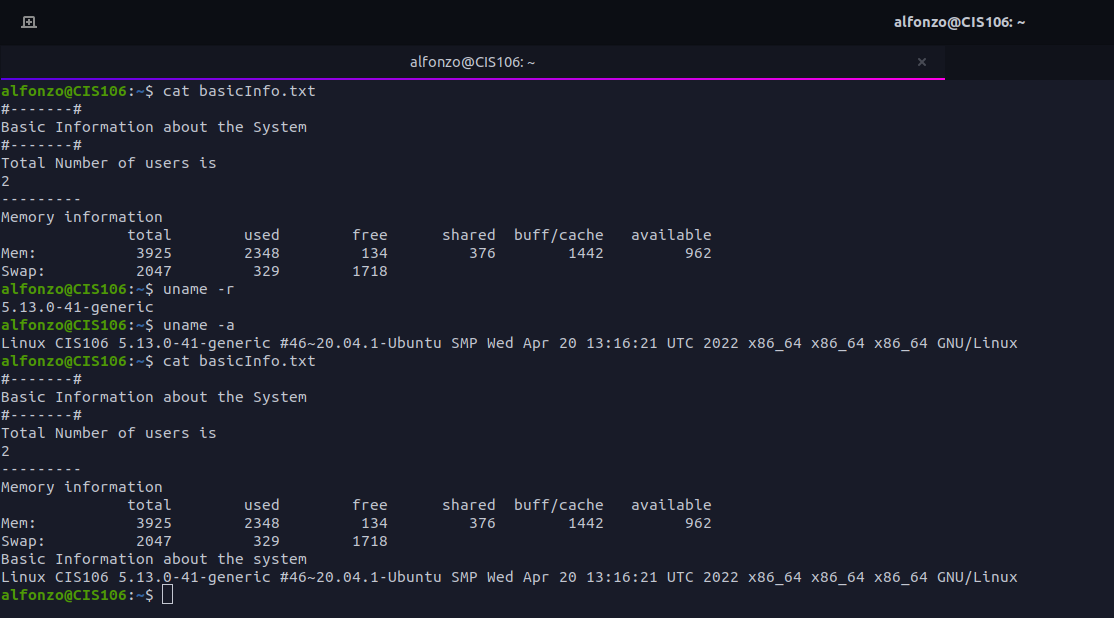 alfonzo@CIS106: ~
alfonzo@CIS106: ~ ×
alfonzo@CIS106:~$ cat basicInfo.txt
#-------#
Basic Information about the System
#-------#
Total Number of users is
2
---------
Memory information
              total        used        free      shared  buff/cache   available
Mem:           3925        2348         134         376        1442         962
Swap:          2047         329        1718
alfonzo@CIS106:~$ uname -r
5.13.0-41-generic
alfonzo@CIS106:~$ uname -a
Linux CIS106 5.13.0-41-generic #46~20.04.1-Ubuntu SMP Wed Apr 20 13:16:21 UTC 2022 x86_64 x86_64 x86_64 GNU/Linux
alfonzo@CIS106:~$ cat basicInfo.txt
#-------#
Basic Information about the System
#-------#
Total Number of users is
2
---------
Memory information
              total        used        free      shared  buff/cache   available
Mem:           3925        2348         134         376        1442         962
Swap:          2047         329        1718
Basic Information about the system
Linux CIS106 5.13.0-41-generic #46~20.04.1-Ubuntu SMP Wed Apr 20 13:16:21 UTC 2022 x86_64 x86_64 x86_64 GNU/Linux
alfonzo@CIS106:~$